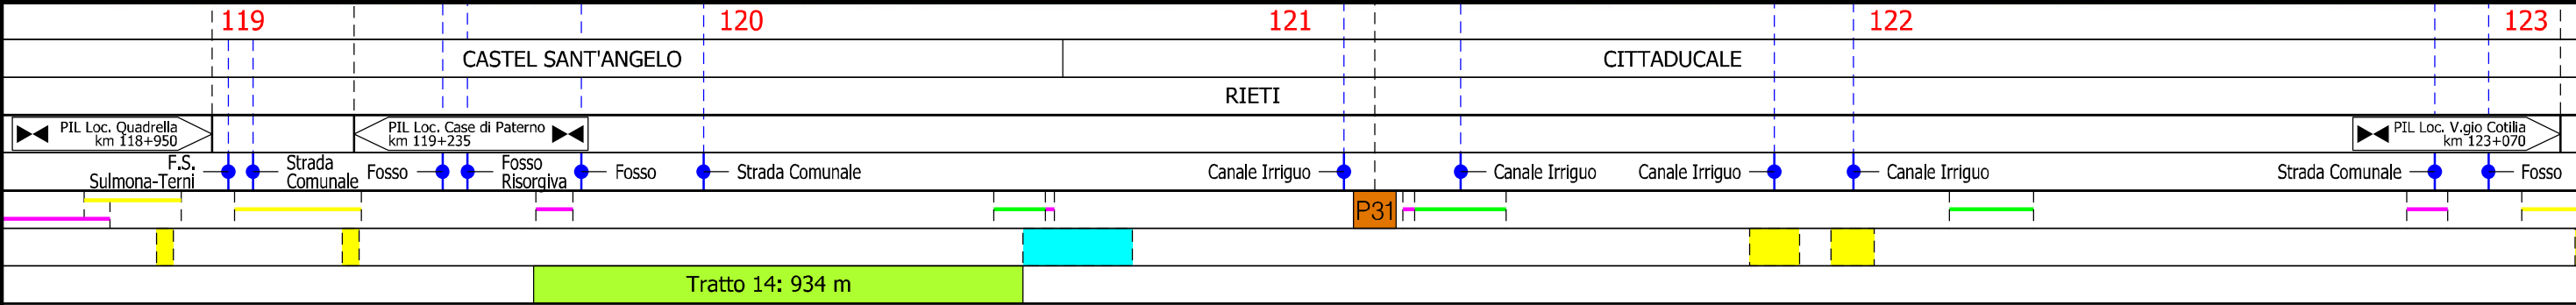 119 120 121 122 123
CASTEL SANT'ANGELO CITTADUCALE
RIETI
PIL Loc. Quadrella
km 118+950
PIL Loc. Case di Paterno
km 119+235
PIL Loc. V.gio Cotilia
km 123+070
F.S.
Sulmona-Terni
Strada
Comunale
Fosso
Fosso
Risorgiva
Fosso
Strada Comunale
Canale Irriguo
Canale Irriguo
Canale Irriguo
Canale Irriguo
Strada Comunale
Fosso
P31
Tratto 14: 934 m